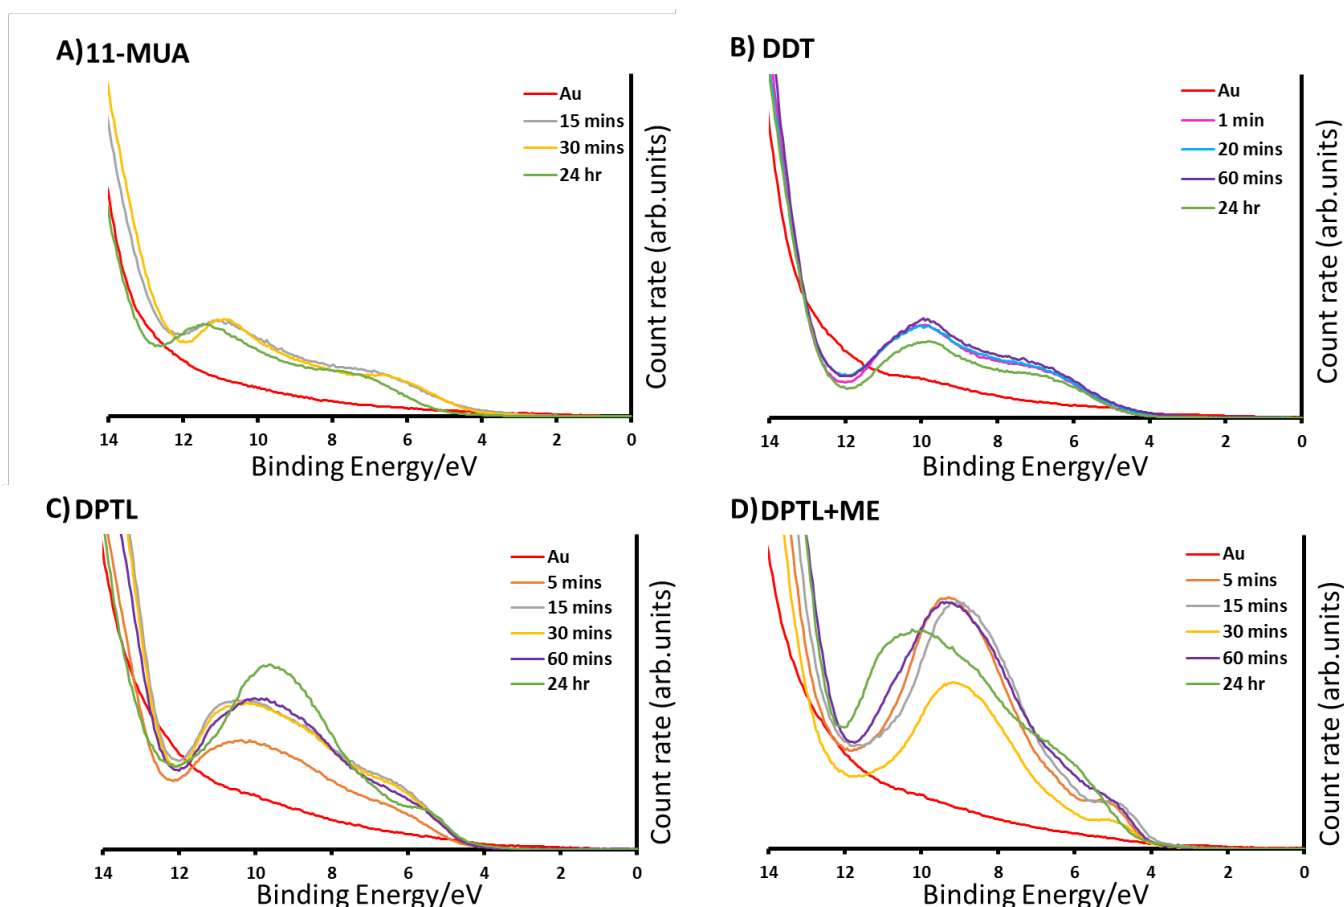 A) 11-MUA
Au
15 mins
30 mins
24 hr
Count rate (arb.units)
14 12 10 8 6 4 2 0
Binding Energy/eV
B) DDT
Au
1 min
20 mins
60 mins
24 hr
Count rate (arb.units)
14 12 10 8 6 4 2 0
Binding Energy/eV
C) DPTL
Au
5 mins
15 mins
30 mins
60 mins
24 hr
Count rate (arb.units)
14 12 10 8 6 4 2 0
Binding Energy/eV
D) DPTL+ME
Au
5 mins
15 mins
30 mins
60 mins
24 hr
Count rate (arb.units)
14 12 10 8 6 4 2 0
Binding Energy/eV